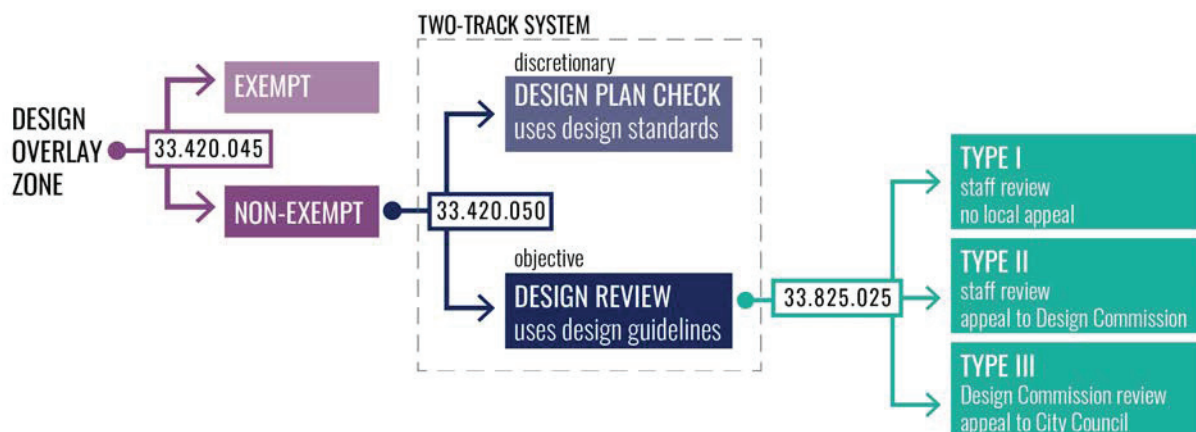 TWO-TRACK SYSTEM
DESIGN
OVERLAY
ZONE
33.420.045
EXEMPT
NON-EXEMPT
33.420.050
discretionary
DESIGN PLAN CHECK
uses design standards
objective
DESIGN REVIEW
uses design guidelines
33.825.025
TYPE I
staff review
no local appeal
TYPE II
staff review
appeal to Design Commission
TYPE III
Design Commission review
appeal to City Council